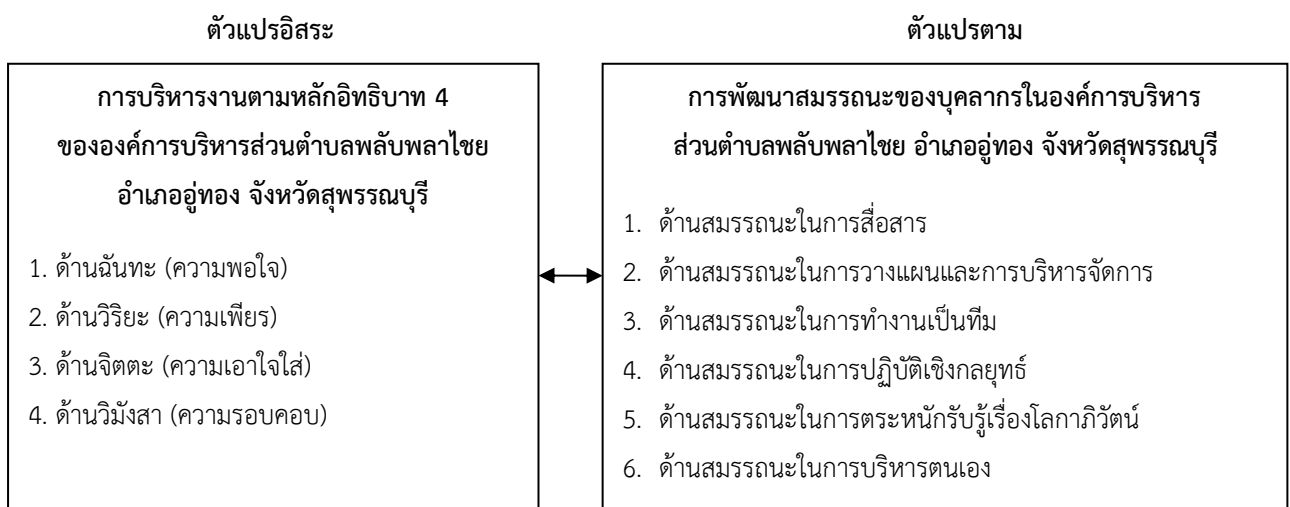 ตัวแปรอิสระ
ตัวแปรตาม
การบริหารงานตามหลักอิทธิบาท 4
ขององค์การบริหารส่วนตำบลพลับพลาไชย
อำเภออู่ทอง จังหวัดสุพรรณบุรี
1. ด้านฉันทะ (ความพอใจ)
2. ด้านวิริยะ (ความเพียร)
3. ด้านจิตตะ (ความเอาใจใส่)
4. ด้านวิมังสา (ความรอบคอบ)
การพัฒนาสมรรถนะของบุคลากรในองค์การบริหาร
ส่วนตำบลพลับพลาไชย อำเภออู่ทอง จังหวัดสุพรรณบุรี
1. ด้านสมรรถนะในการสื่อสาร
2. ด้านสมรรถนะในการวางแผนและการบริหารจัดการ
3. ด้านสมรรถนะในการทำงานเป็นทีม
4. ด้านสมรรถนะในการปฏิบัติเชิงกลยุทธ์
5. ด้านสมรรถนะในการตระหนักรับรู้เรื่องโลกาภิวัตน์
6. ด้านสมรรถนะในการบริหารตนเอง